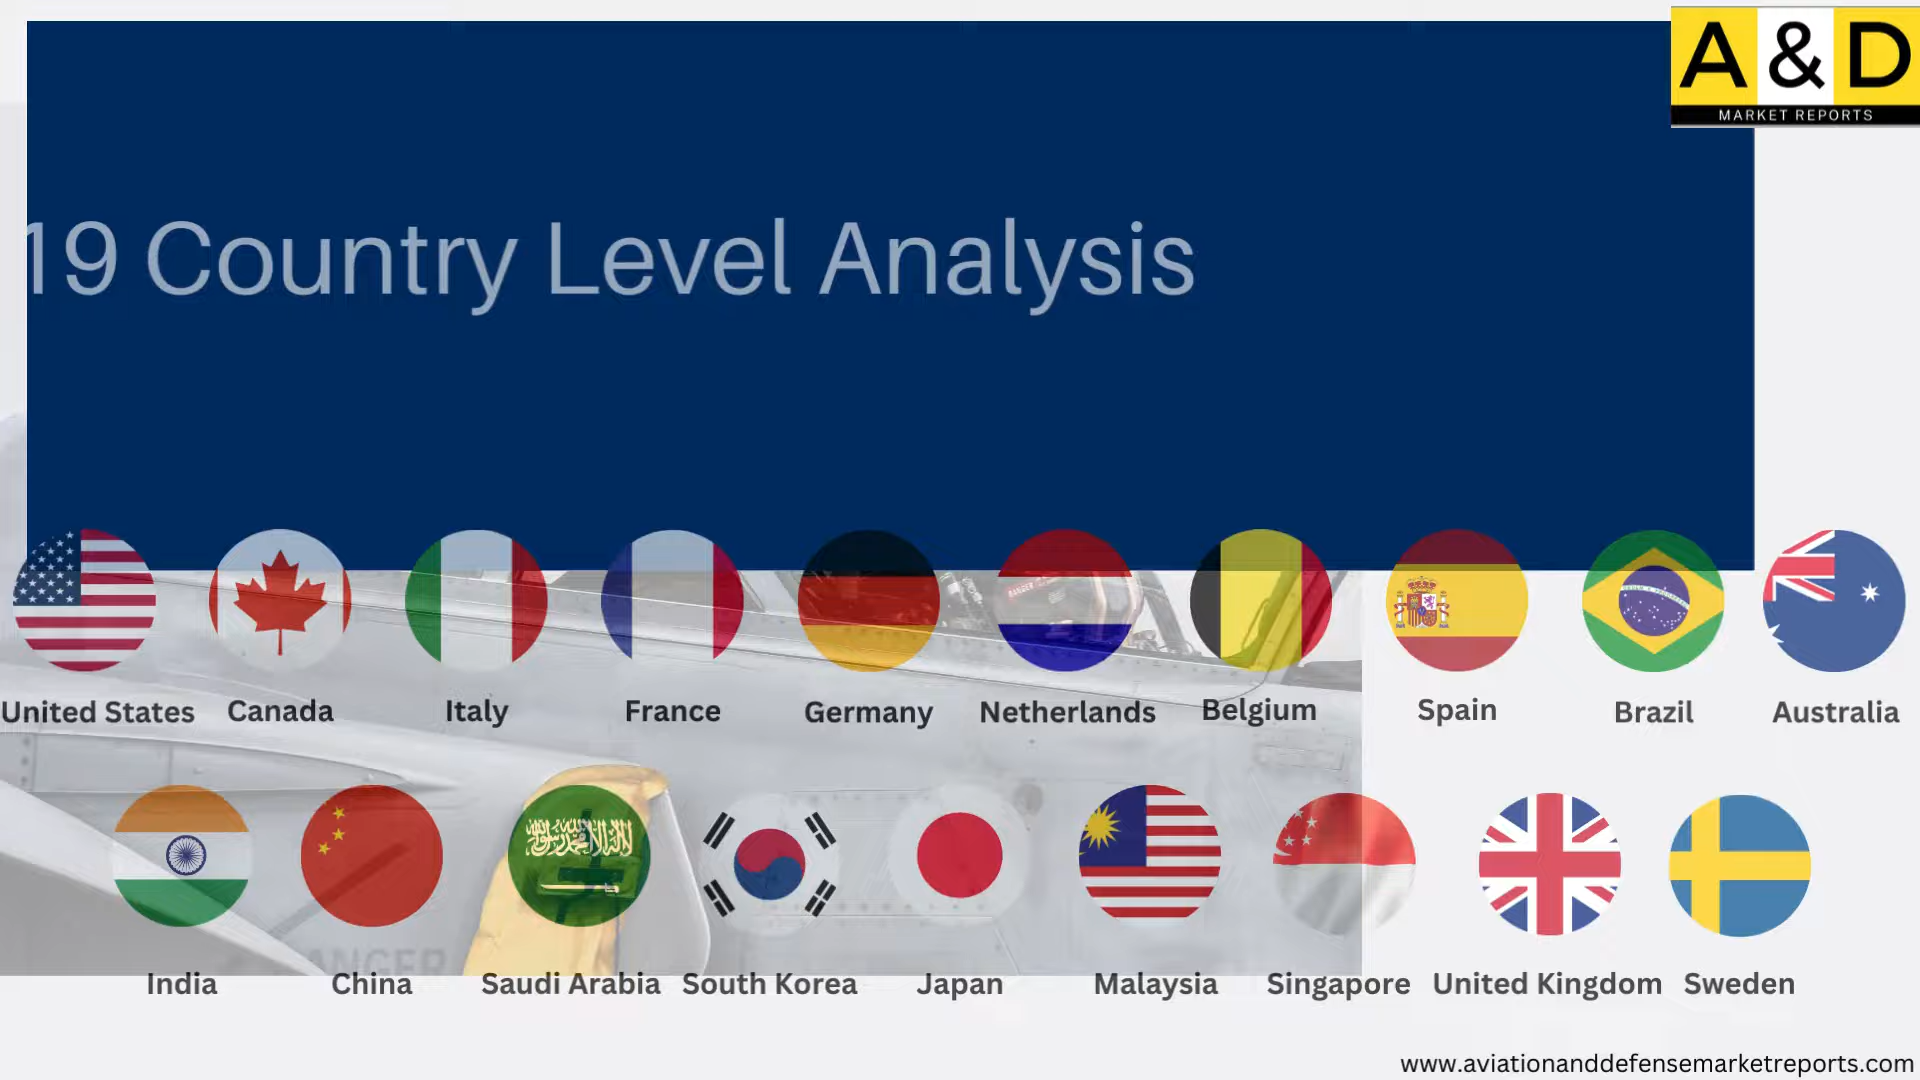 A & D
MARKET REPORTS
19 Country Level Analysis
United States Canada Italy France Germany Netherlands Belgium Spain Brazil Australia
DANGER
India China Saudi Arabia South Korea Japan Malaysia Singapore United Kingdom Sweden
www.aviationanddefensemarketreports.com